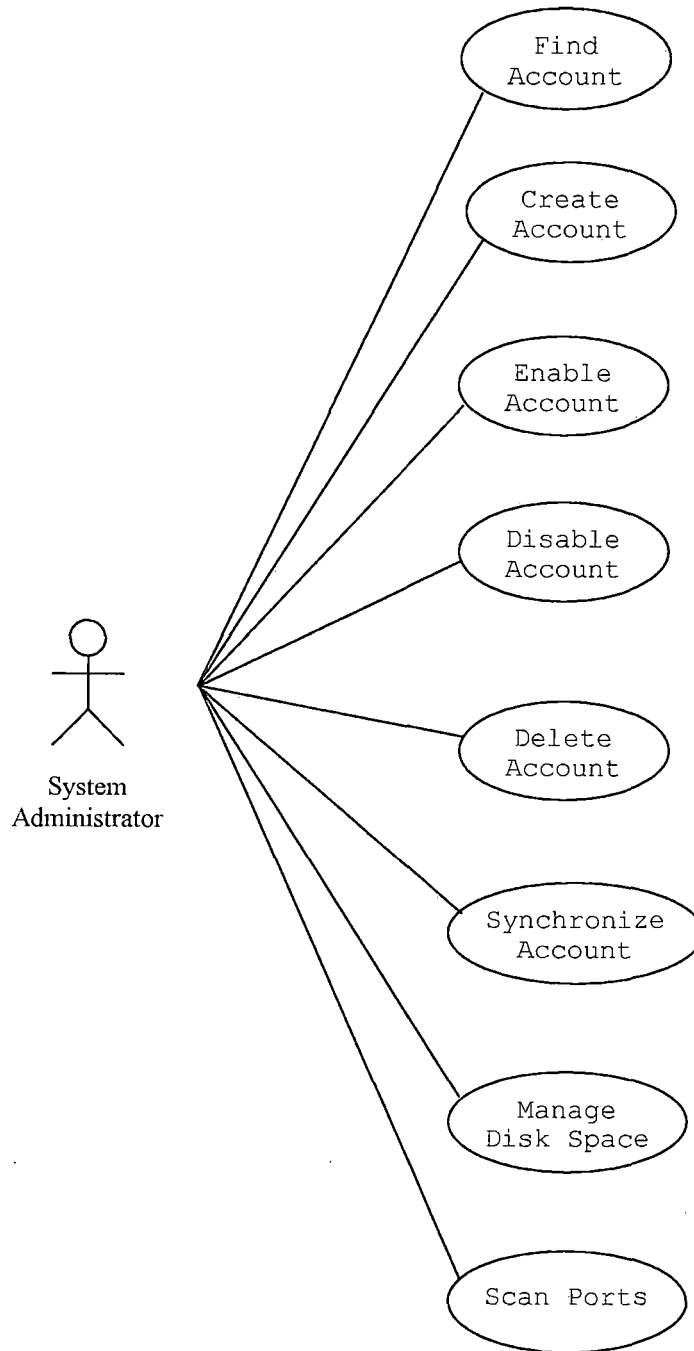 Find
Account
Create
Account
Enable
Account
Disable
Account
System
Administrator
Delete
Account
Synchronize
Account
Manage
Disk Space
Scan Ports